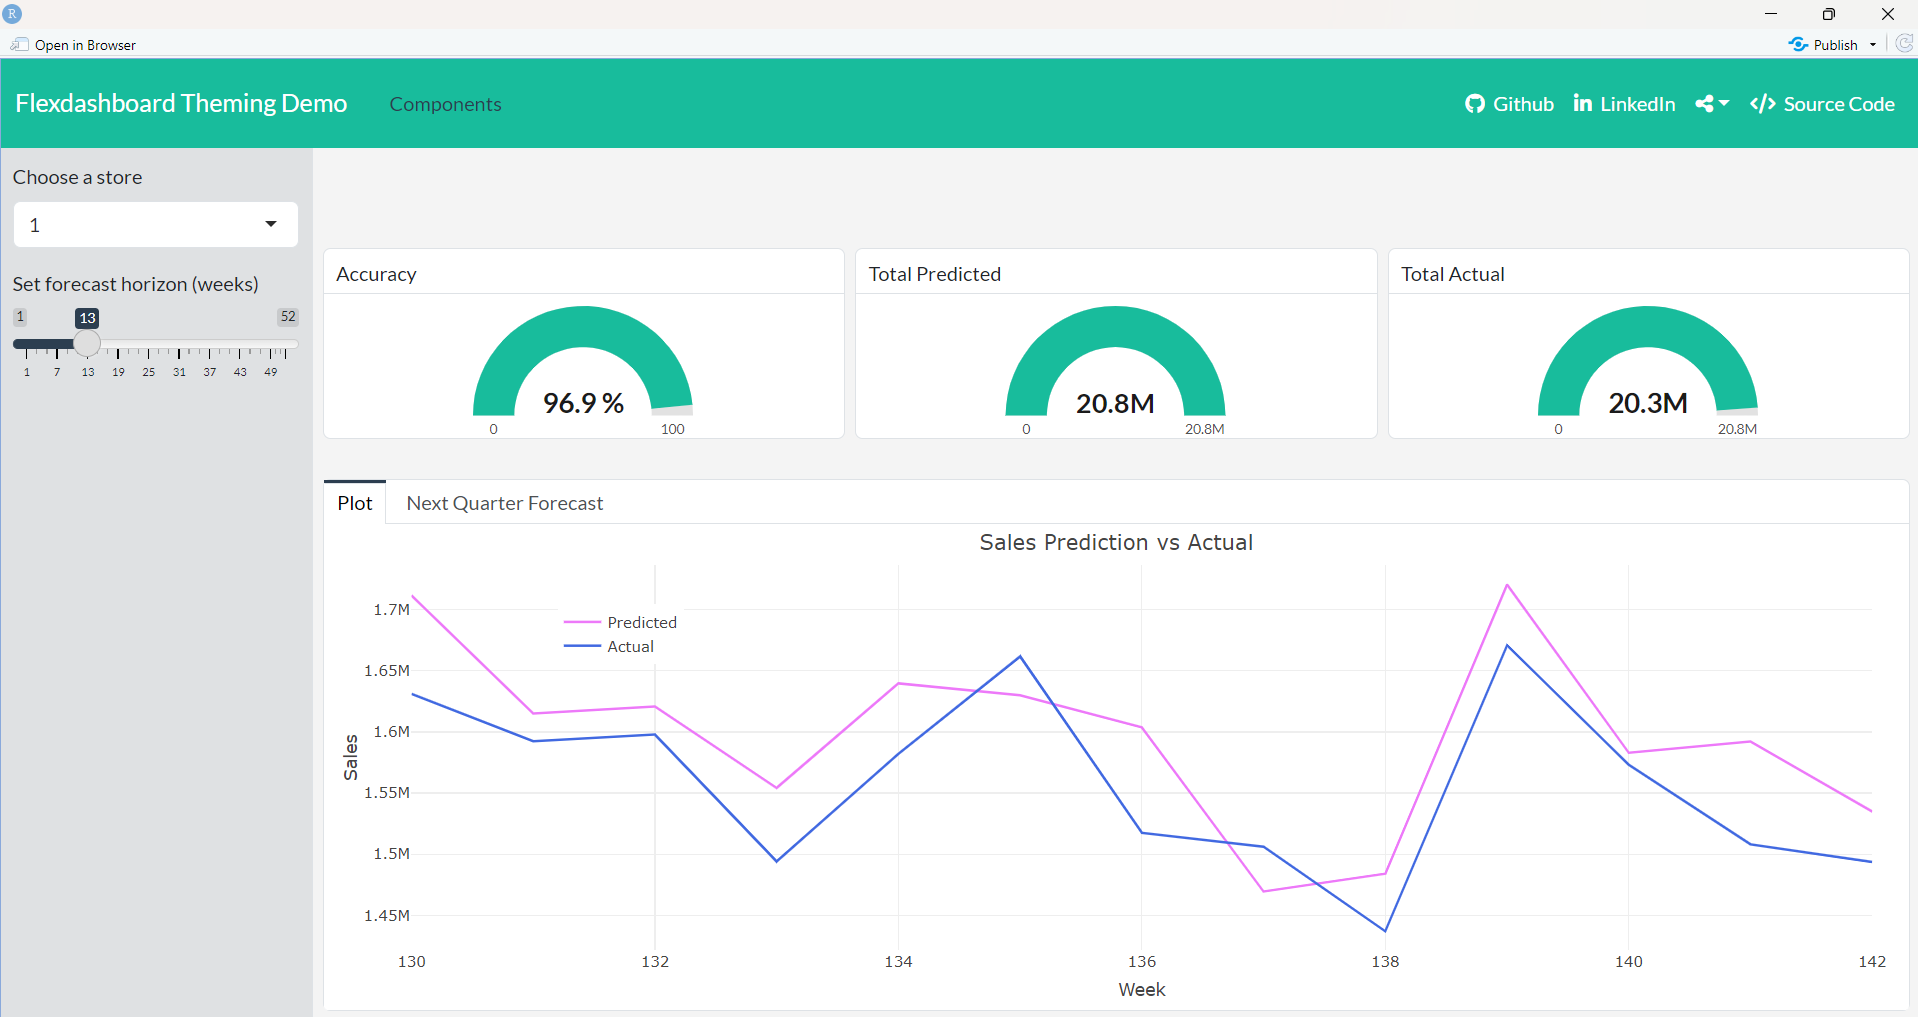 R
Open in Browser
Publish
Flexdashboard Theming Demo
Components
Github
LinkedIn
</> Source Code
Choose a store
1
Set forecast horizon (weeks)
1 13 52
1 7 13 19 25 31 37 43 49
Accuracy
96.9 %
0 100
Total Predicted
20.8M
0 20.8M
Total Actual
20.3M
0 20.8M
Plot
Next Quarter Forecast
Sales Prediction vs Actual
Predicted
Actual
1.7M
1.65M
1.6M
1.55M
1.5M
1.45M
Sales
130 132 134 136 138 140 142
Week